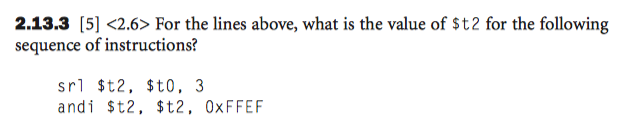 2.13.3 [5] <2.6> For the lines above, what is the value of $t2 for the following
sequence of instructions?
srl $t2, $t0, 3
andi $t2, $t2, 0xFFEF